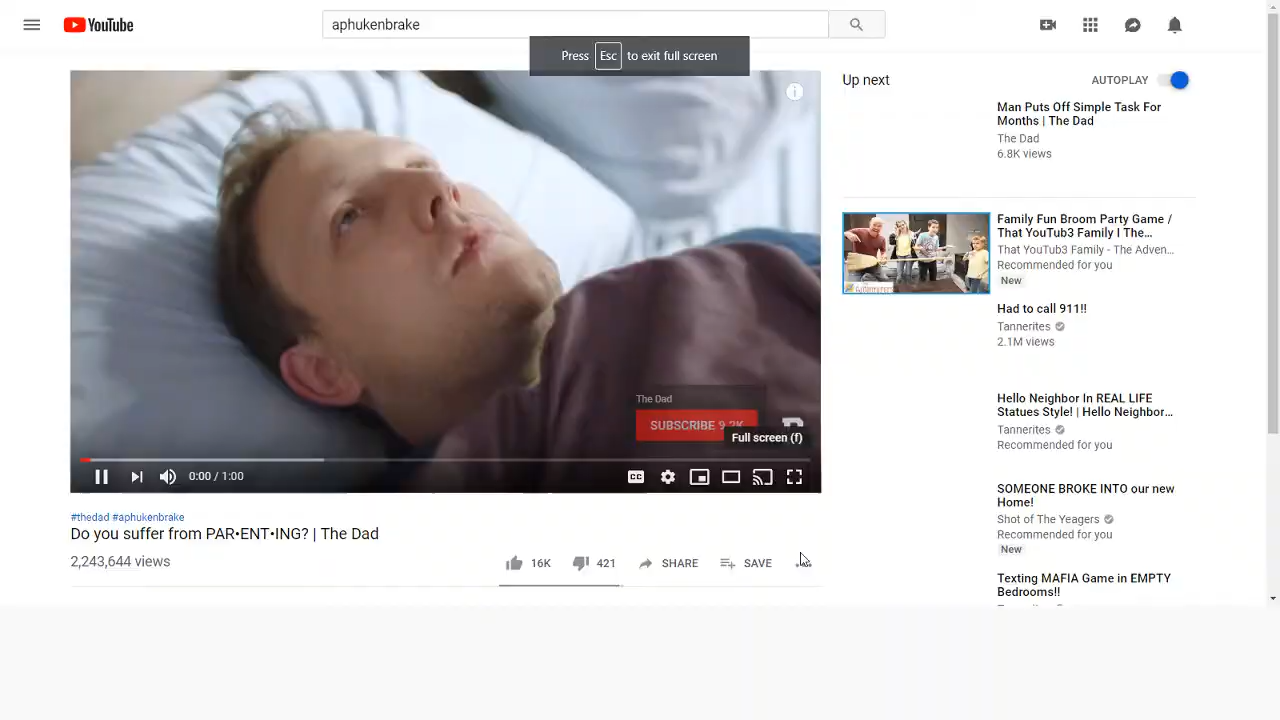 YouTube
aphukenbrake
Press Esc to exit full screen
The Dad
SUBSCRIBE 9.2K
Full screen (f)
0:00 / 1:00
CC
#thedad #aphukenbrake
Do you suffer from PAR•ENT•ING? | The Dad
2,243,644 views
16K
421
SHARE
SAVE
Up next
AUTOPLAY
Man Puts Off Simple Task For
Months | The Dad
The Dad
6.8K views
Family Fun Broom Party Game /
That YouTub3 Family I The...
That YouTub3 Family - The Adven...
Recommended for you
New
Had to call 911!!
Tannerites
2.1M views
Hello Neighbor In REAL LIFE
Statues Style! | Hello Neighbor...
Tannerites
Recommended for you
SOMEONE BROKE INTO our new
Home!
Shot of The Yeagers
Recommended for you
New
Texting MAFIA Game in EMPTY
Bedrooms!!